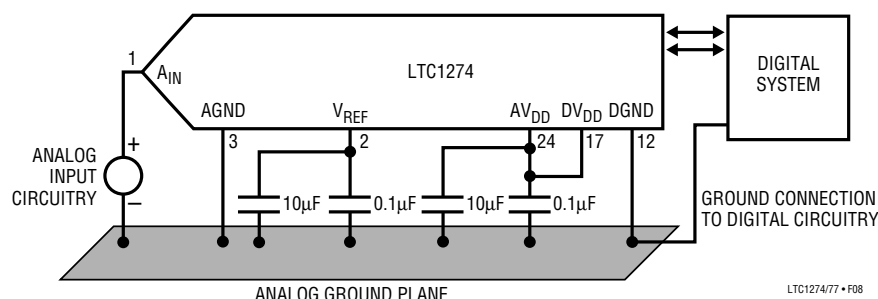 1
A_IN
LTC1274
DIGITAL
SYSTEM
AGND
V_REF
AV_DD
DV_DD
DGND
3
2
24
17
12
ANALOG
INPUT
CIRCUITRY
+
–
10µF
0.1µF
10µF
0.1µF
GROUND CONNECTION
TO DIGITAL CIRCUITRY
ANALOG GROUND PLANE
LTC1274/77 • F08